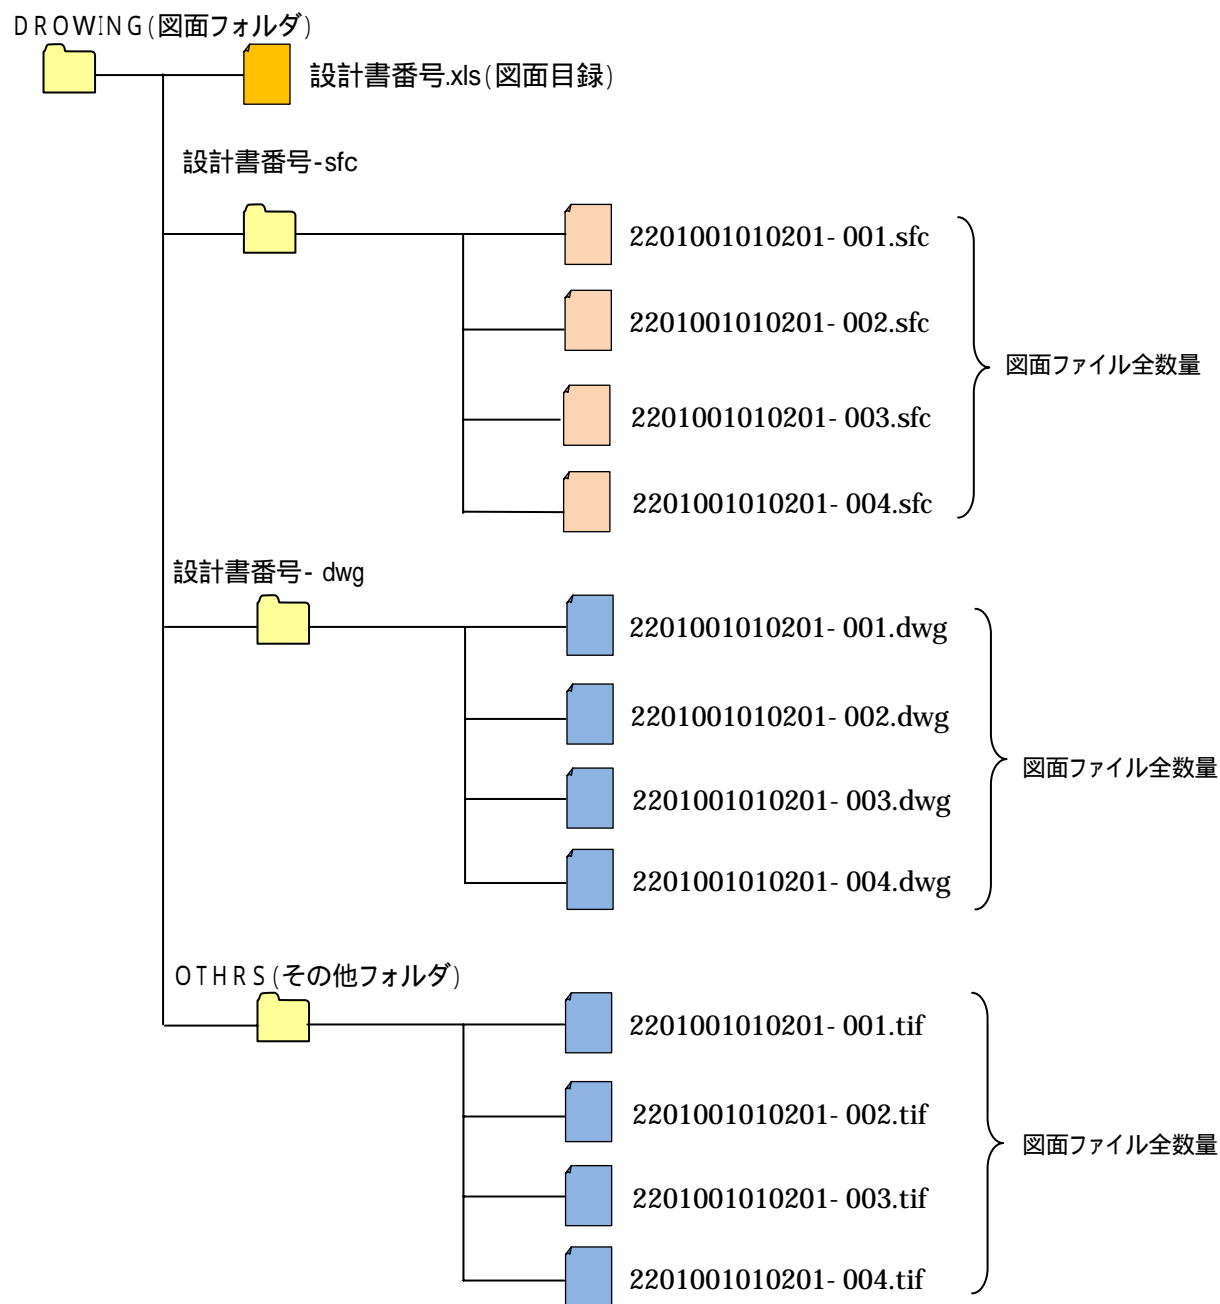 DROWING(図面フォルダ)
設計書番号.xls(図面目録)
設計書番号-sfc
2201001010201- 001.sfc
2201001010201- 002.sfc
図面ファイル全数量
2201001010201- 003.sfc
2201001010201- 004.sfc
設計書番号- dwg
2201001010201- 001.dwg
2201001010201- 002.dwg
図面ファイル全数量
2201001010201- 003.dwg
2201001010201- 004.dwg
OTHRS(その他フォルダ)
2201001010201- 001.tif
2201001010201- 002.tif
図面ファイル全数量
2201001010201- 003.tif
2201001010201- 004.tif